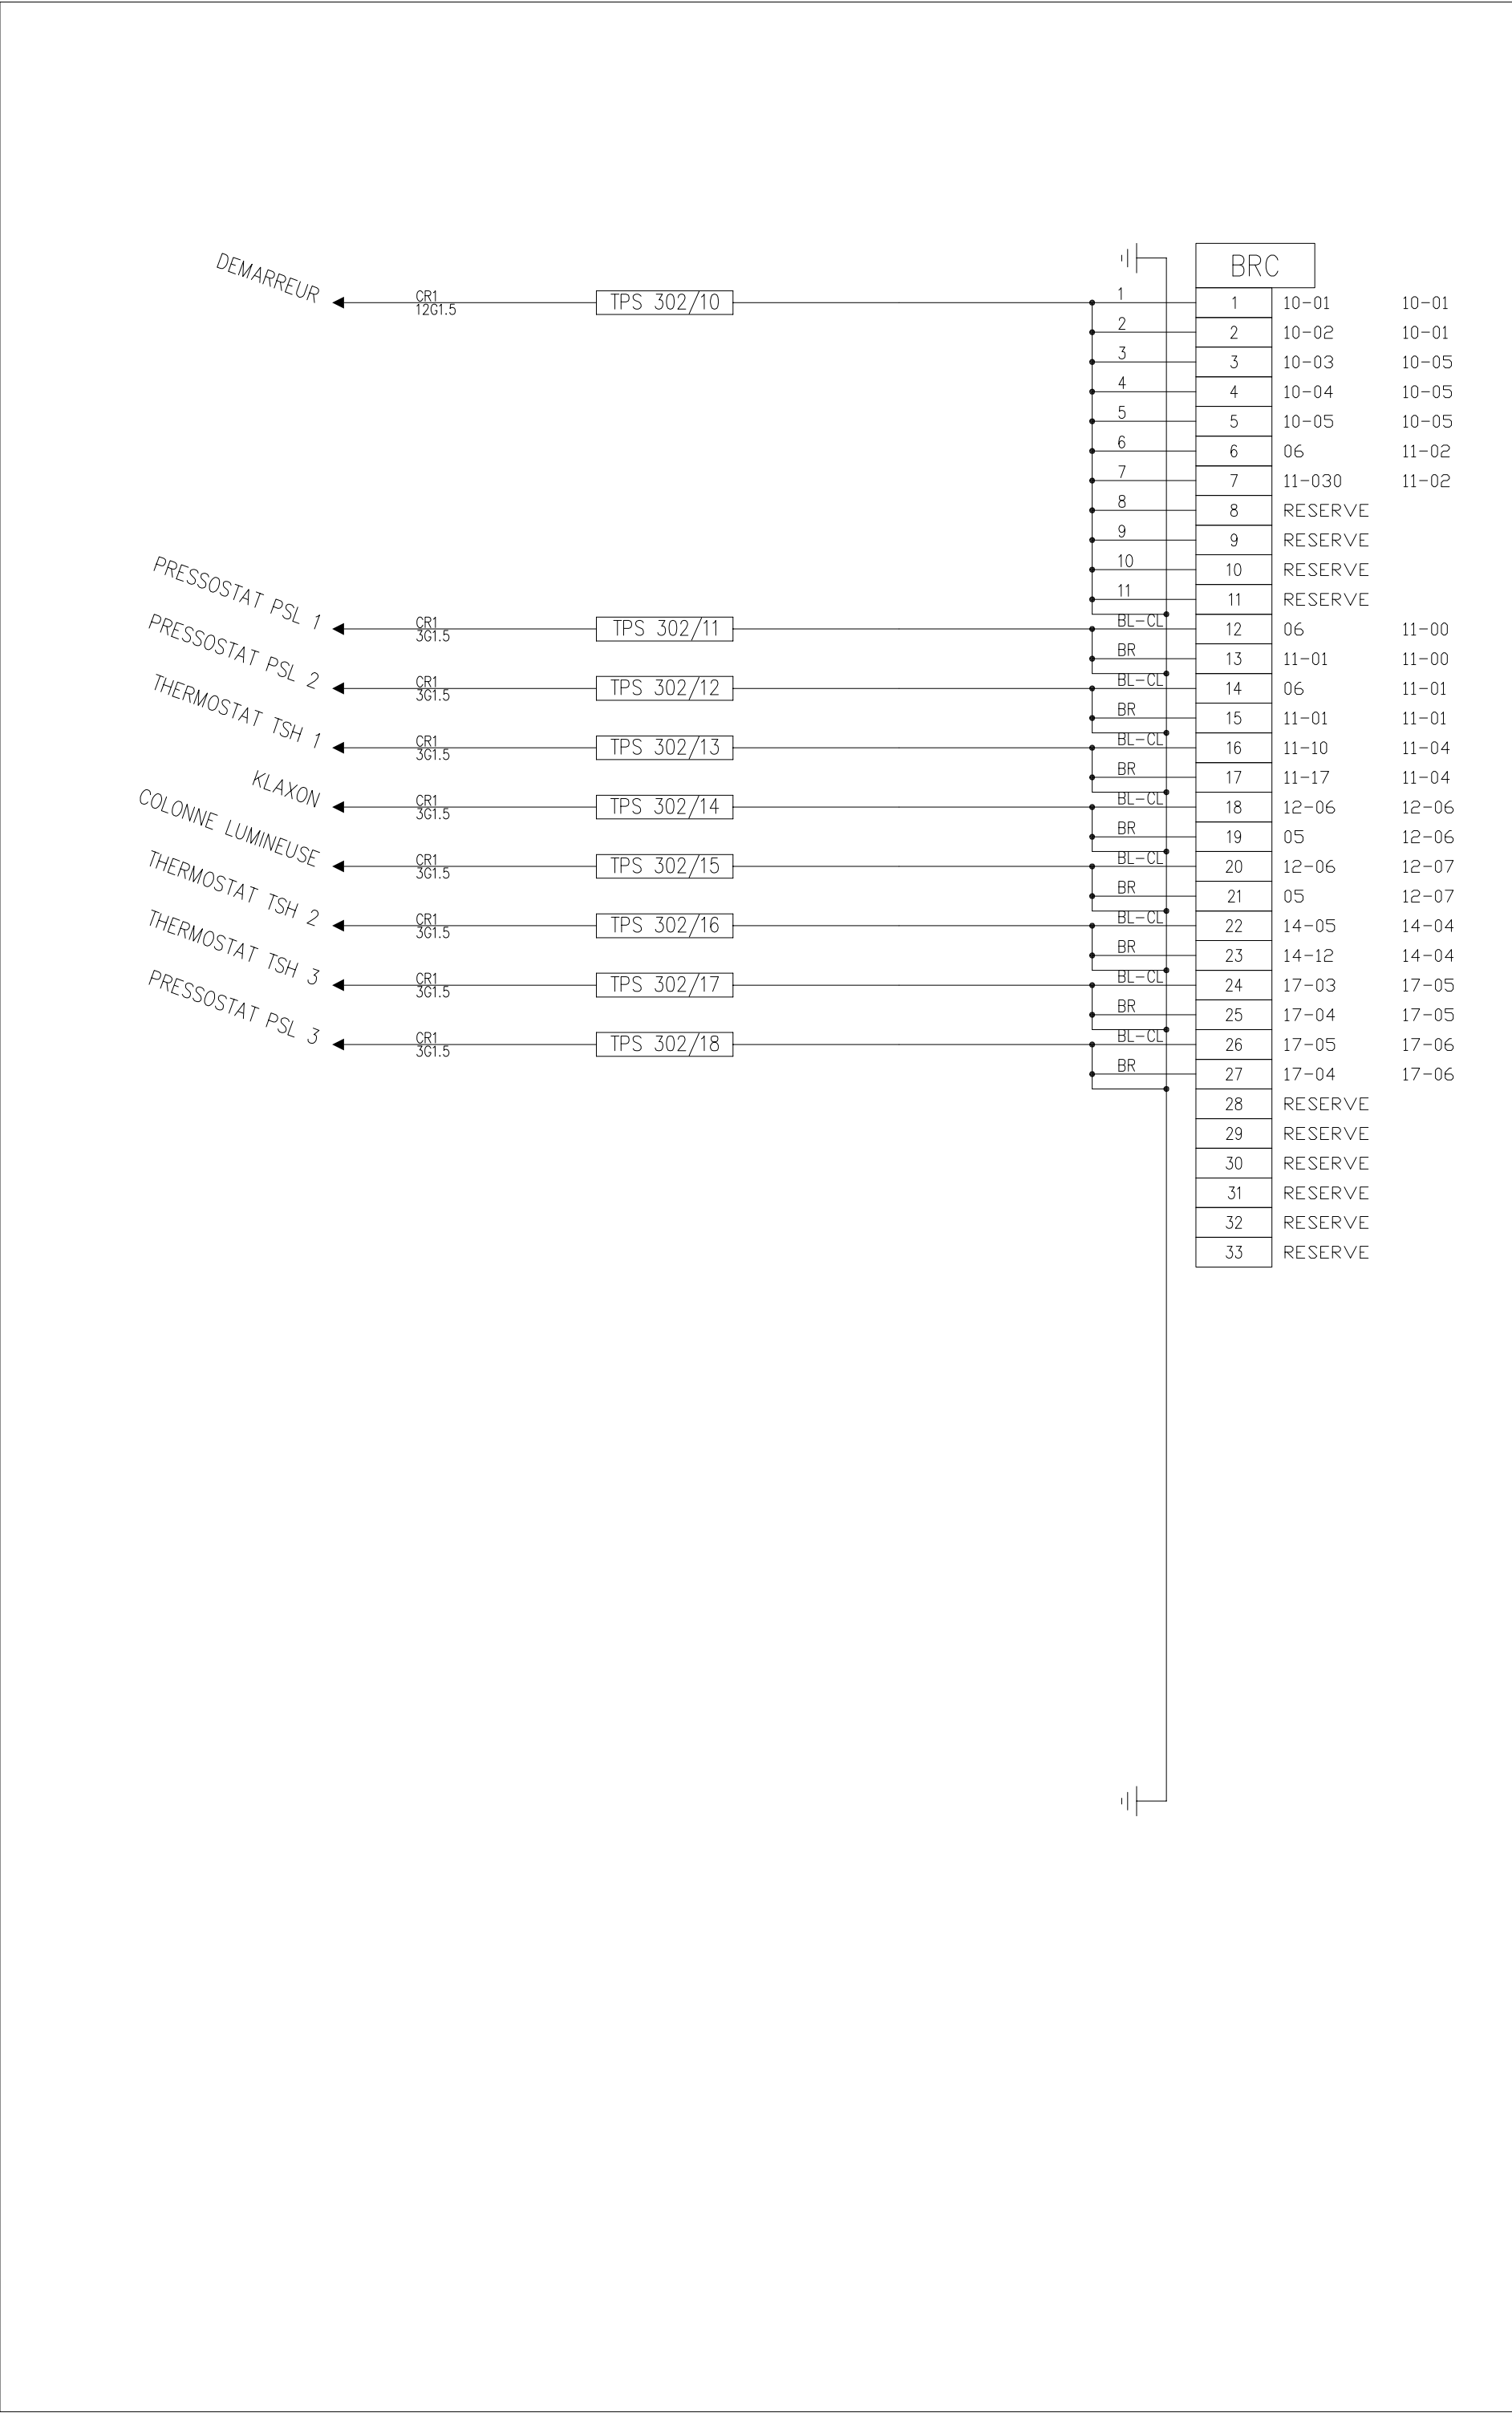 BRC
DEMARREUR CR1 TPS 302/10 1 1 10-01 10-01
12G1.5
2 2 10-02 10-01
3 3 10-03 10-05
4 4 10-04 10-05
5 5 10-05 10-05
6 6 06 11-02
7 7 11-030 11-02
8 8 RESERVE
9 9 RESERVE
10 10 RESERVE
11 11 RESERVE
PRESSOSTAT PSL 1 CR1 TPS 302/11 BL-CL 12 06 11-00
3G1.5
BR 13 11-01 11-00
PRESSOSTAT PSL 2 CR1 TPS 302/12 BL-CL 14 06 11-01
3G1.5
BR 15 11-01 11-01
THERMOSTAT TSH 1 CR1 TPS 302/13 BL-CL 16 11-10 11-04
3G1.5
BR 17 11-17 11-04
KLAXON CR1 TPS 302/14 BL-CL 18 12-06 12-06
3G1.5
BR 19 05 12-06
COLONNE LUMINEUSE CR1 TPS 302/15 BL-CL 20 12-06 12-07
3G1.5
BR 21 05 12-07
THERMOSTAT TSH 2 CR1 TPS 302/16 BL-CL 22 14-05 14-04
3G1.5
BR 23 14-12 14-04
THERMOSTAT TSH 3 CR1 TPS 302/17 BL-CL 24 17-03 17-05
3G1.5
BR 25 17-04 17-05
PRESSOSTAT PSL 3 CR1 TPS 302/18 BL-CL 26 17-05 17-06
3G1.5
BR 27 17-04 17-06
28 RESERVE
29 RESERVE
30 RESERVE
31 RESERVE
32 RESERVE
33 RESERVE